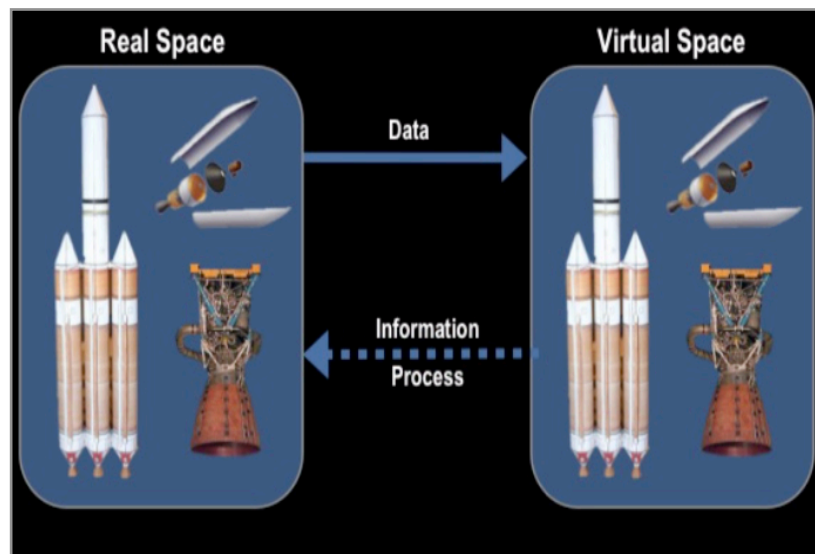 Real Space
Virtual Space
Data
Information
Process